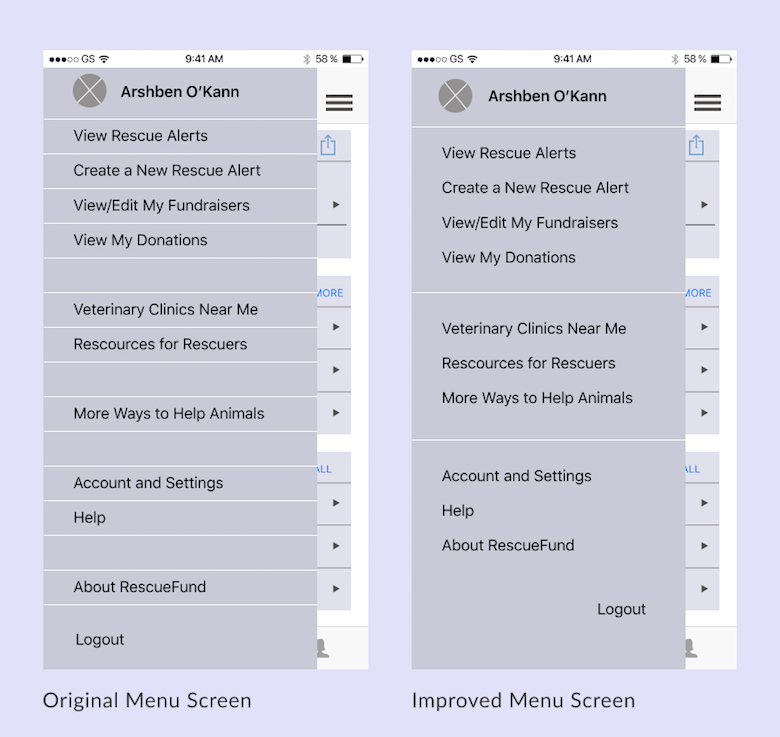 GS 9:41 AM 58 %
Arshben O'Kann
View Rescue Alerts
Create a New Rescue Alert
View/Edit My Fundraisers
View My Donations
MORE
Veterinary Clinics Near Me
Rescources for Rescuers
More Ways to Help Animals
ALL
Account and Settings
Help
About RescueFund
Logout
Original Menu Screen
GS 9:41 AM 58 %
Arshben O'Kann
View Rescue Alerts
Create a New Rescue Alert
View/Edit My Fundraisers
View My Donations
MORE
Veterinary Clinics Near Me
Rescources for Rescuers
More Ways to Help Animals
ALL
Account and Settings
Help
About RescueFund
Logout
Improved Menu Screen